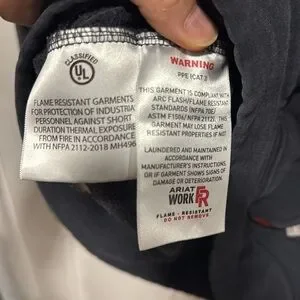 CLASSIFIED
UL
FLAME RESISTANT GARMENTS
FOR PROTECTION OF INDUSTRIAL
PERSONNEL AGAINST SHORT
DURATION THERMAL EXPOSURE
FROM FIRE IN ACCORDANCE
WITH NFPA 2112-2018 MH496
WARNING
PPE (CAT 2
THIS GARMENT IS COMPLIANT WITH
ARC FLASH/FLAME RESISTANT
STANDARDS (NFPA 70E/
ASTM F1506/ NFPA 2112). THIS
GARMENT MAY LOSE FLAME
RESISTANT PROPERTIES IF NOT
LAUNDERED AND MAINTAINED IN
ACCORDANCE WITH
MANUFACTURER'S INSTRUCTIONS,
OR IF GARMENT SHOWS SIGNS OF
DAMAGE OR DETERIORATION.
ARIAT
WORK FR
FLAME - RESISTANT
DO NOT REMOVE